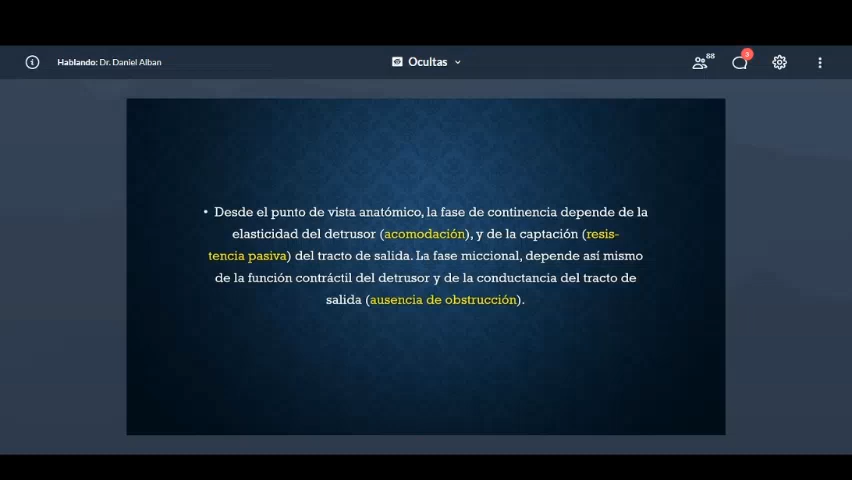 Hablando: Dr. Daniel Alban
Ocultas
88
3
• Desde el punto de vista anatómico, la fase de continencia depende de la
elasticidad del detrusor (acomodación), y de la captación (resis-
tencia pasiva) del tracto de salida. La fase miccional, depende así mismo
de la función contráctil del detrusor y de la conductancia del tracto de
salida (ausencia de obstrucción).